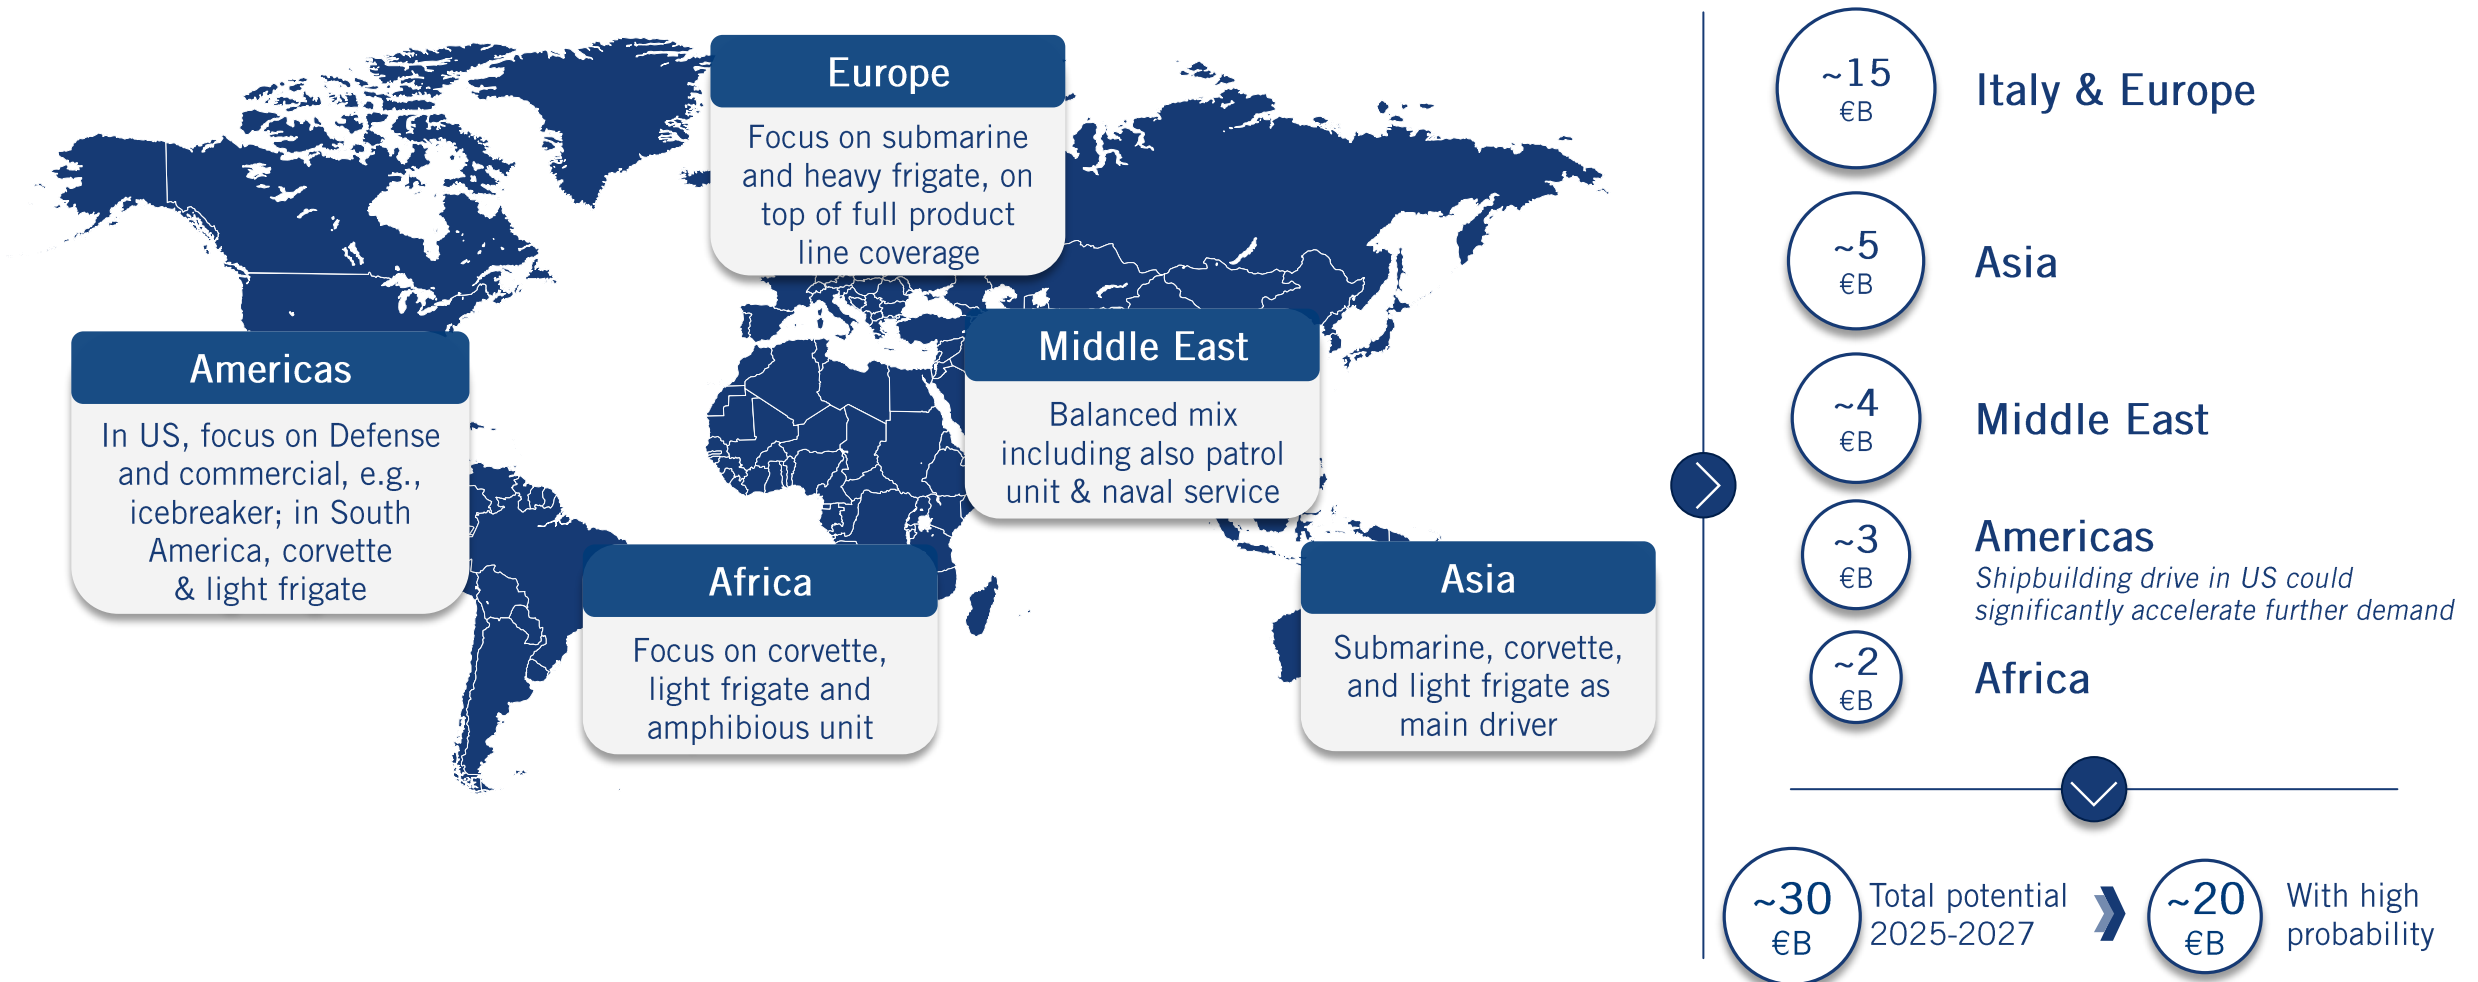 Europe
Focus on submarine
and heavy frigate, on
top of full product
line coverage
Americas
In US, focus on Defense
and commercial, e.g.,
icebreaker; in South
America, corvette
& light frigate
Middle East
Balanced mix
including also patrol
unit & naval service
Africa
Focus on corvette,
light frigate and
amphibious unit
Asia
Submarine, corvette,
and light frigate as
main driver
~15
€B
Italy & Europe
~5
€B
Asia
~4
€B
Middle East
~3
€B
Americas
Shipbuilding drive in US could
significantly accelerate further demand
~2
€B
Africa
~30
€B
Total potential
2025-2027
~20
€B
With high
probability